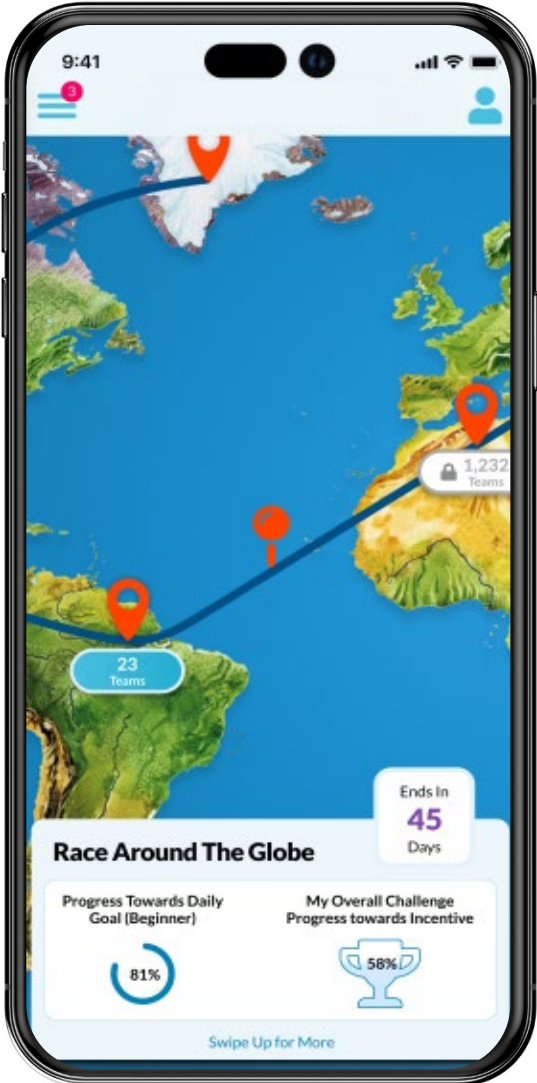 9:41
3
1,232
Teams
23
Teams
Ends In
45
Days
Race Around The Globe
Progress Towards Daily
Goal (Beginner)
81%
My Overall Challenge
Progress towards Incentive
58%
Swipe Up for More